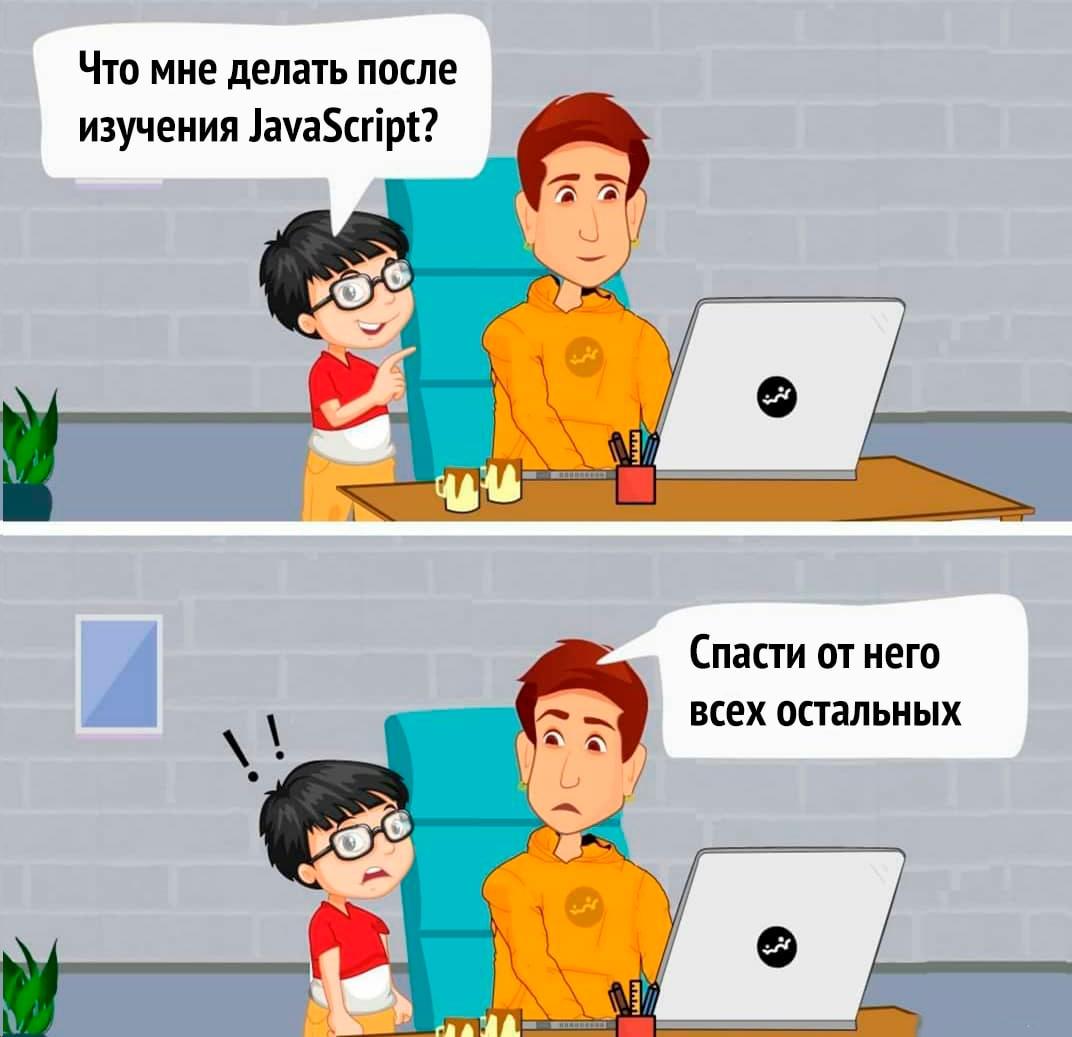 Что мне делать после
изучения JavaScript?
! !
Спасти от него
всех остальных